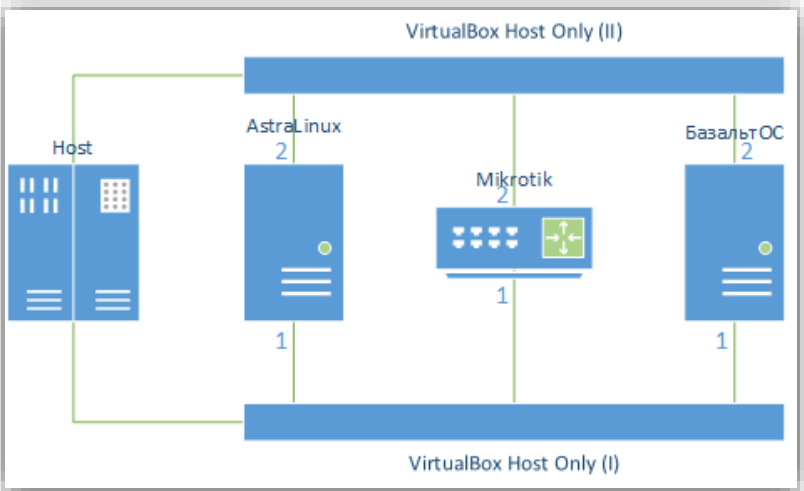 VirtualBox Host Only (II)
AstraLinux
2
БазальтОС
2
Host
Mikrotik
2
1
1
1
VirtualBox Host Only (I)